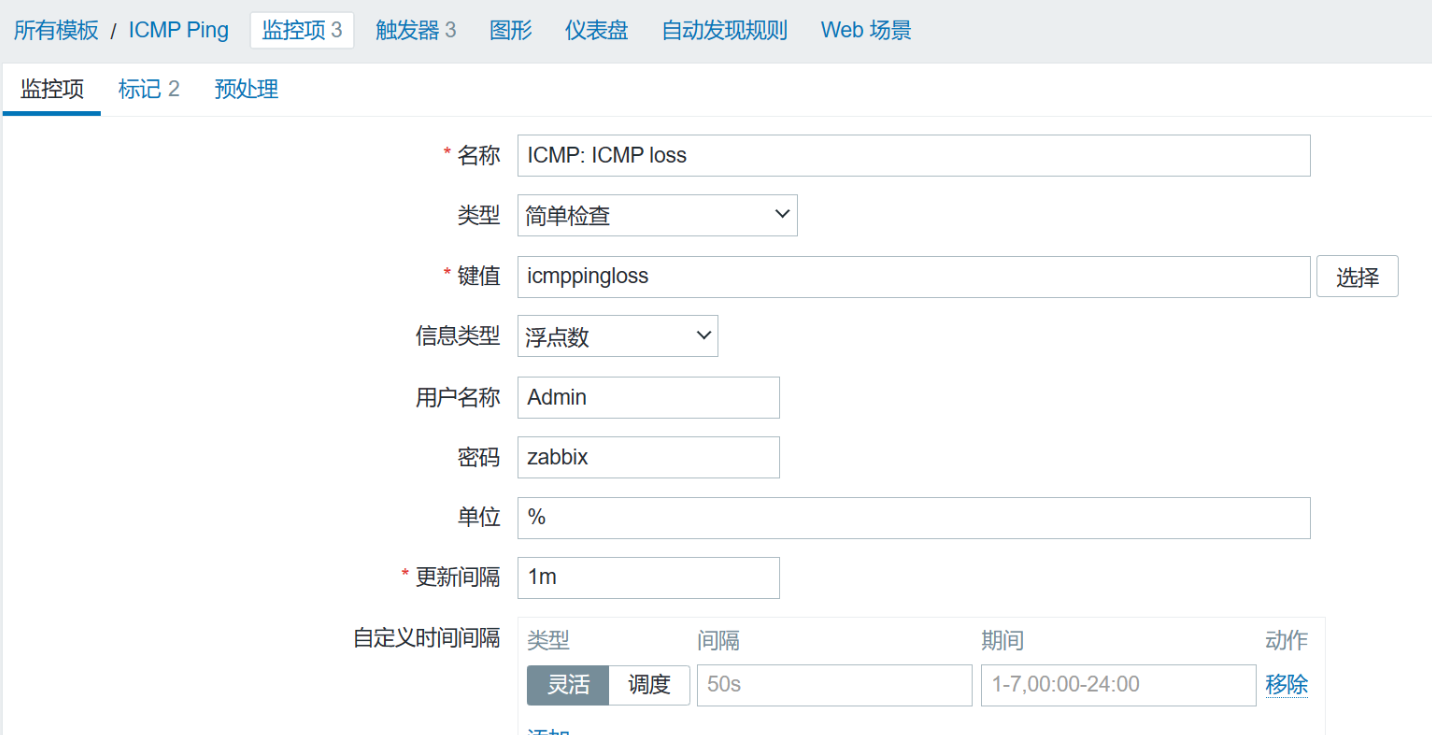 所有模板 / ICMP Ping 监控项 3 触发器 3 图形 仪表盘 自动发现规则 Web 场景
监控项 标记 2 预处理
* 名称 ICMP: ICMP loss
类型 简单检查
* 键值 icmppingloss 选择
信息类型 浮点数
用户名称 Admin
密码 zabbix
单位 %
* 更新间隔 1m
自定义时间间隔 类型 间隔 期间 动作
灵活 调度 50s 1-7,00:00-24:00 移除
添加